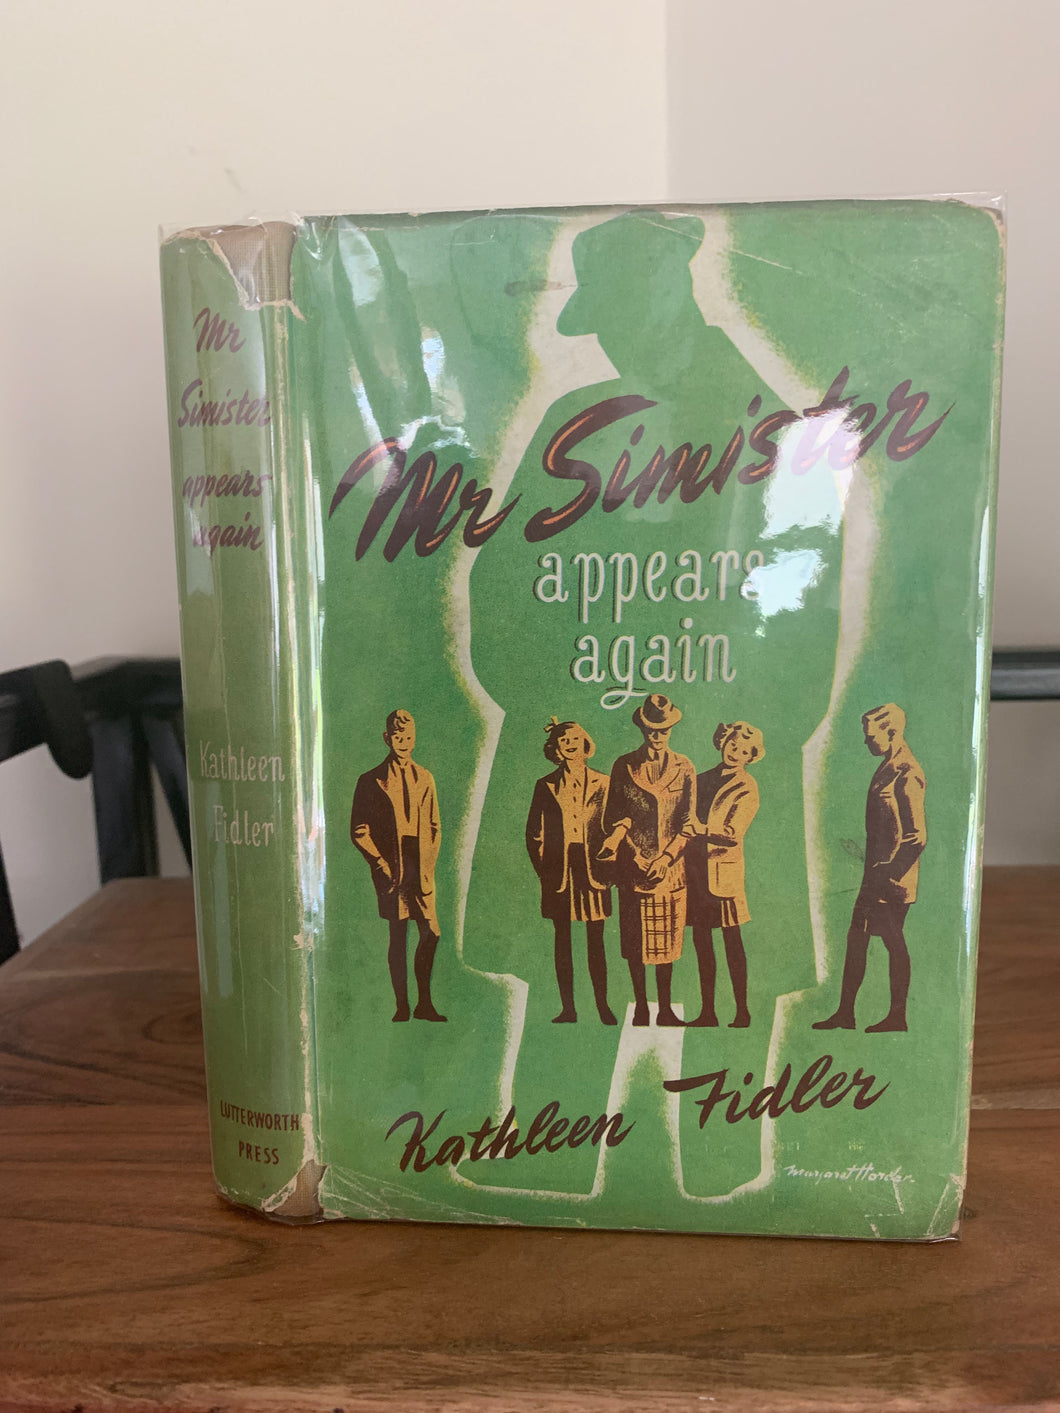 Mr
Simister
appears
again
Kathleen
Fidler
LUTTERWORTH
PRESS
Mr Simister
appears
again
Kathleen Fidler
Margaret Horder